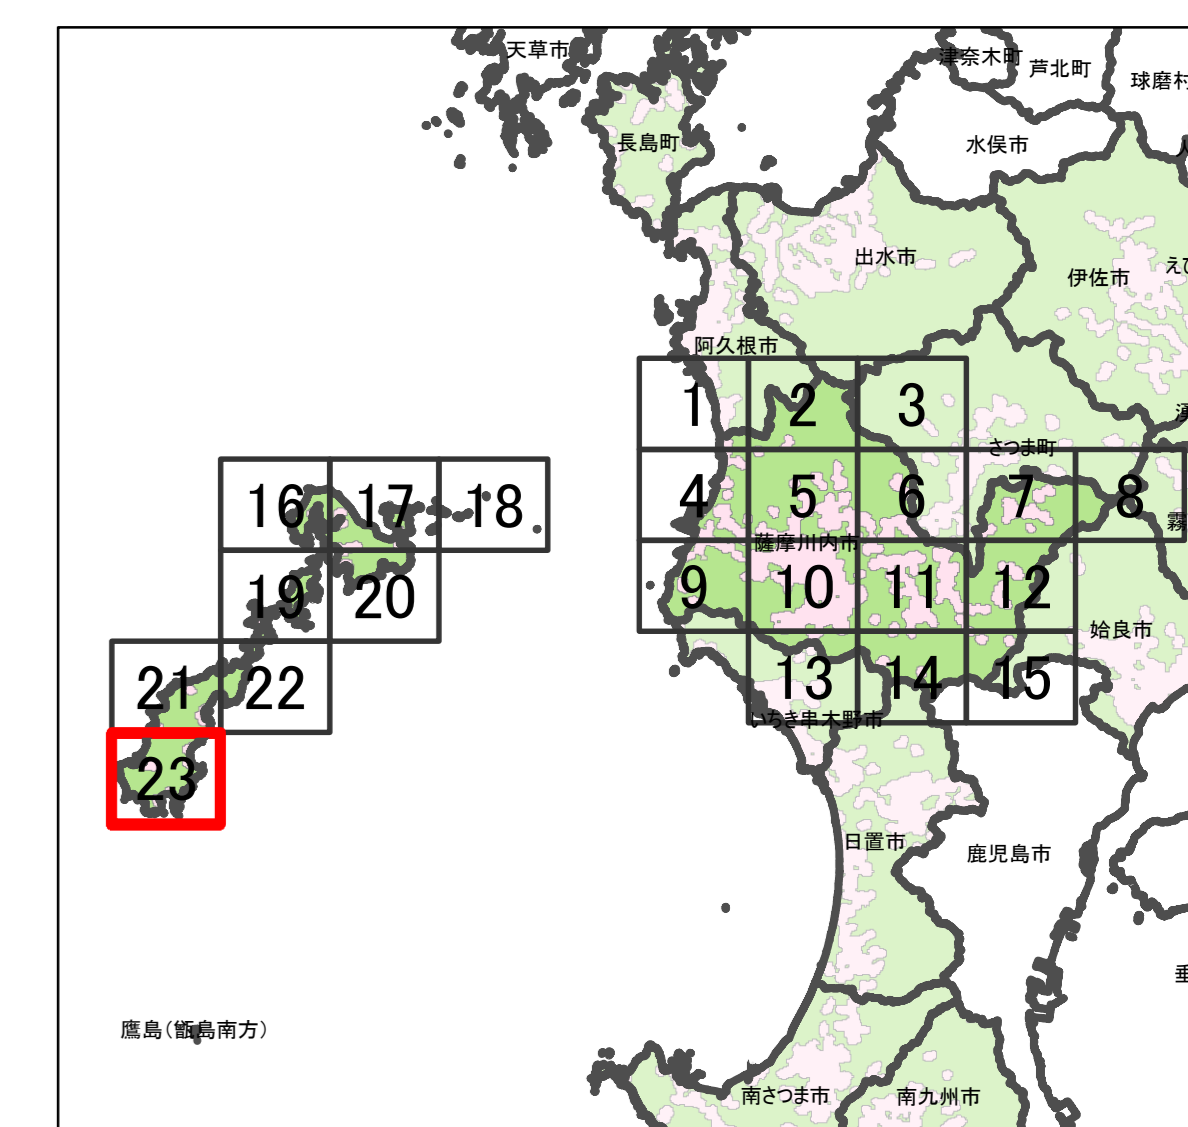 天草市
津奈木町
芦北町
球磨村
長島町
水俣市
出水市
伊佐市
阿久根市
1
2
3
さつま町
16
17
18
4
5
6
7
8
霧
薩摩川内市
19
20
9
10
11
12
姶良市
21
22
13
14
15
いちき串木野市
23
日置市
鹿児島市
鷹島(甑島南方)
南さつま市
南九州市